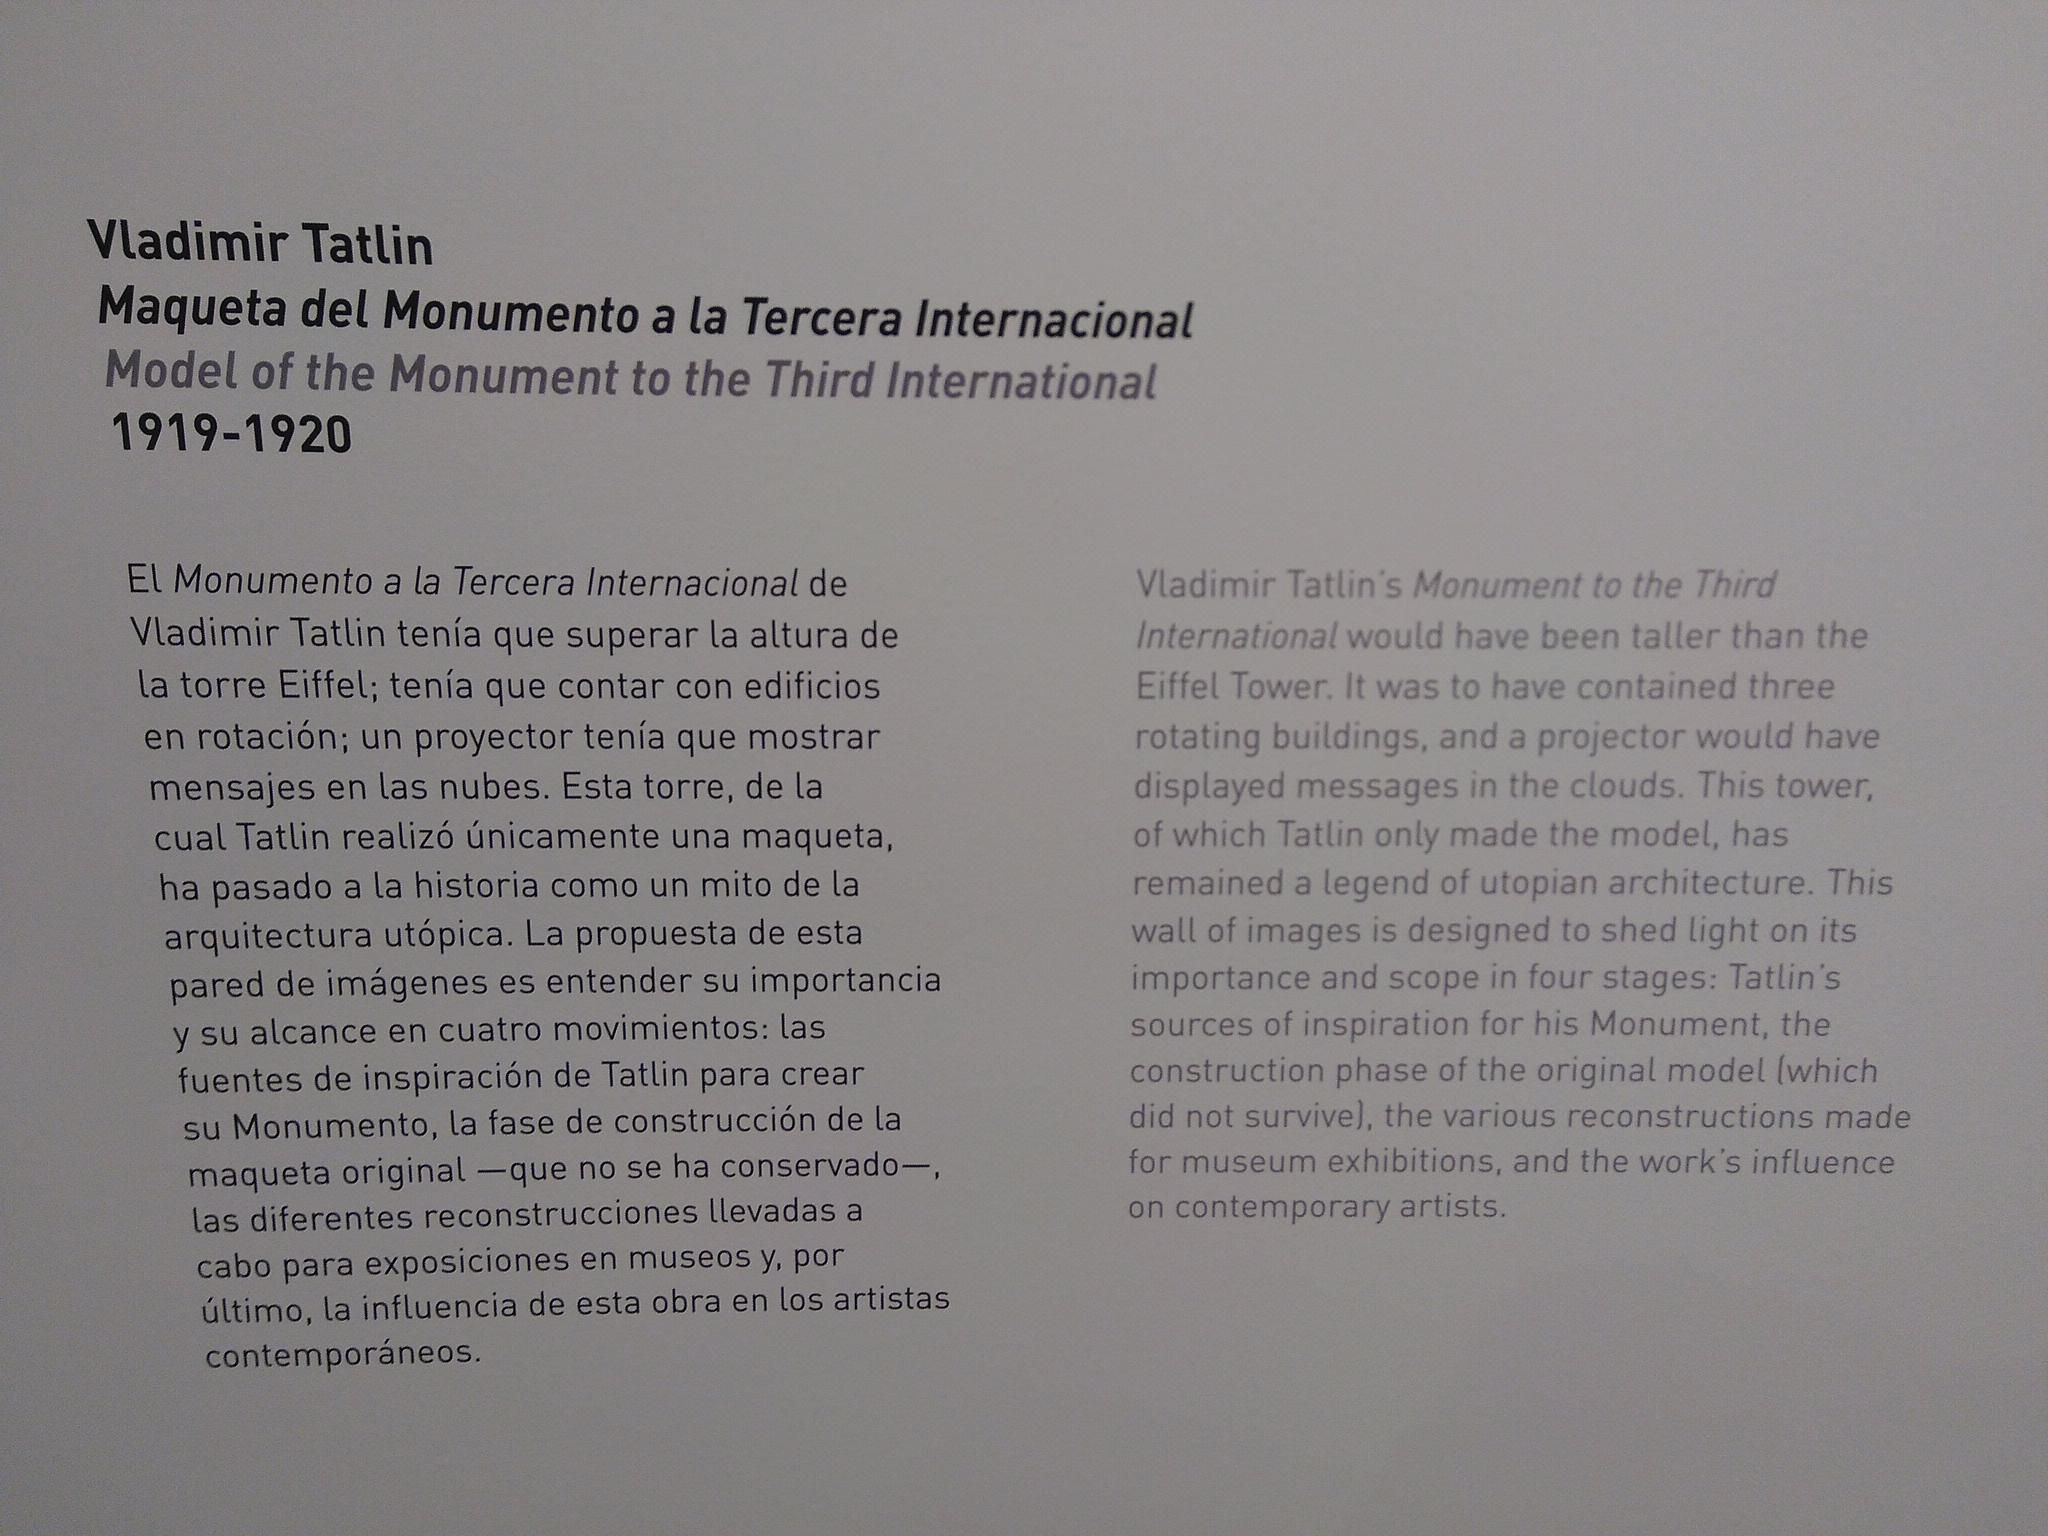 Vladimir Tatlin
Maqueta del Monumento a la Tercera Internacional
Model of the Monument to the Third International
1919-1920
El Monumento a la Tercera Internacional de
Vladimir Tatlin tenía que superar la altura de
la torre Eiffel; tenía que contar con edificios
en rotación; un proyector tenía que mostrar
mensajes en las nubes. Esta torre, de la
cual Tatlin realizó únicamente una maqueta,
ha pasado a la historia como un mito de la
arquitectura utópica. La propuesta de esta
pared de imágenes es entender su importancia
y su alcance en cuatro movimientos: las
fuentes de inspiración de Tatlin para crear
su Monumento, la fase de construcción de la
maqueta original —que no se ha conservado—,
las diferentes reconstrucciones llevadas a
cabo para exposiciones en museos y, por
último, la influencia de esta obra en los artistas
contemporáneos.
Vladimir Tatlin's Monument to the Third
International would have been taller than the
Eiffel Tower. It was to have contained three
rotating buildings, and a projector would have
displayed messages in the clouds. This tower,
of which Tatlin only made the model, has
remained a legend of utopian architecture. This
wall of images is designed to shed light on its
importance and scope in four stages: Tatlin's
sources of inspiration for his Monument, the
construction phase of the original model (which
did not survive), the various reconstructions made
for museum exhibitions, and the work's influence
on contemporary artists.